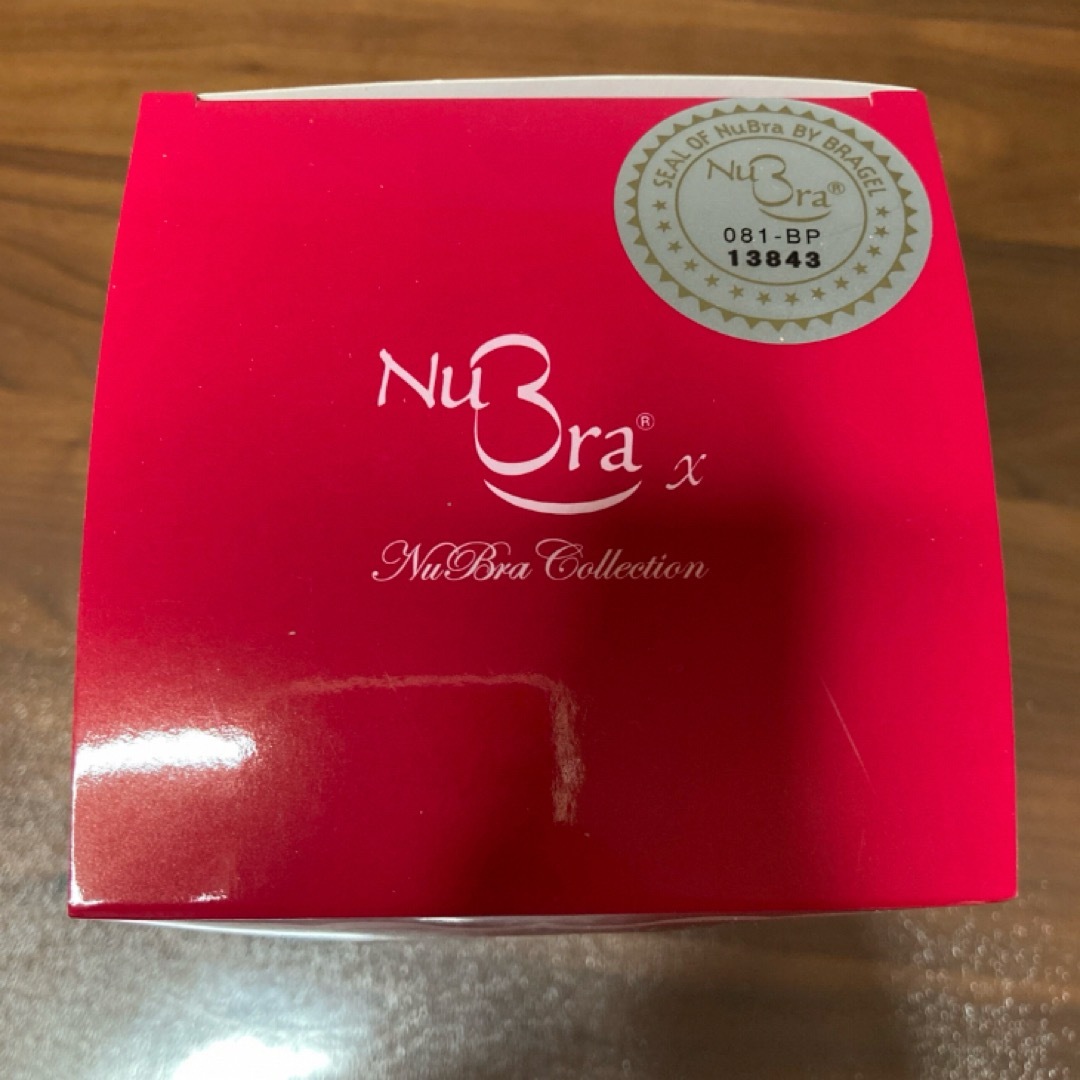 SEAL OF NuBra BY BRAGEL
NuBra®
081-BP
13843
NuBra® x
NuBra Collection